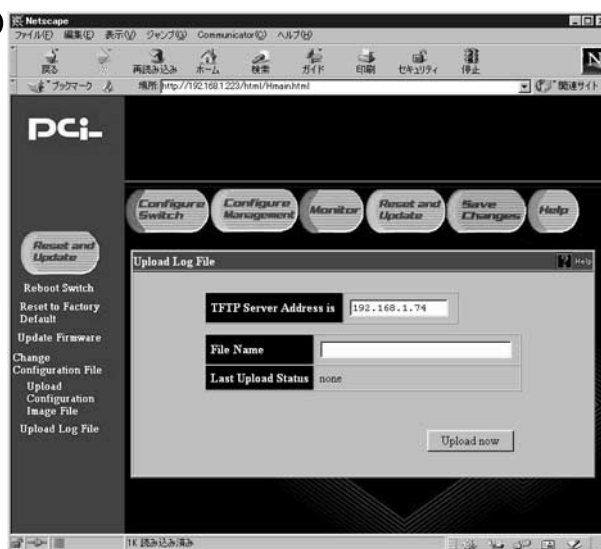 Netscape
ファイル(F) 編集(E) 表示(V) ジャンプ(G) Communicator(C) ヘルプ(H)
戻る 再読み込み ホーム 検索 ガイド 印刷 セキュリティ 停止
N
ブックマーク 場所: http://192.168.1.223/html/Hmain.html 関連サイト
PCi
Configure Switch
Configure Management
Monitor
Reset and Update
Save Changes
Help
Reset and Update
Reboot Switch
Reset to Factory
Default
Update Firmware
Change
Configuration File
Upload
Configuration
Image File
Upload Log File
Upload Log File
Help
TFTP Server Address is 192.168.1.74
File Name
Last Upload Status none
Upload now
1K 読み込み済み